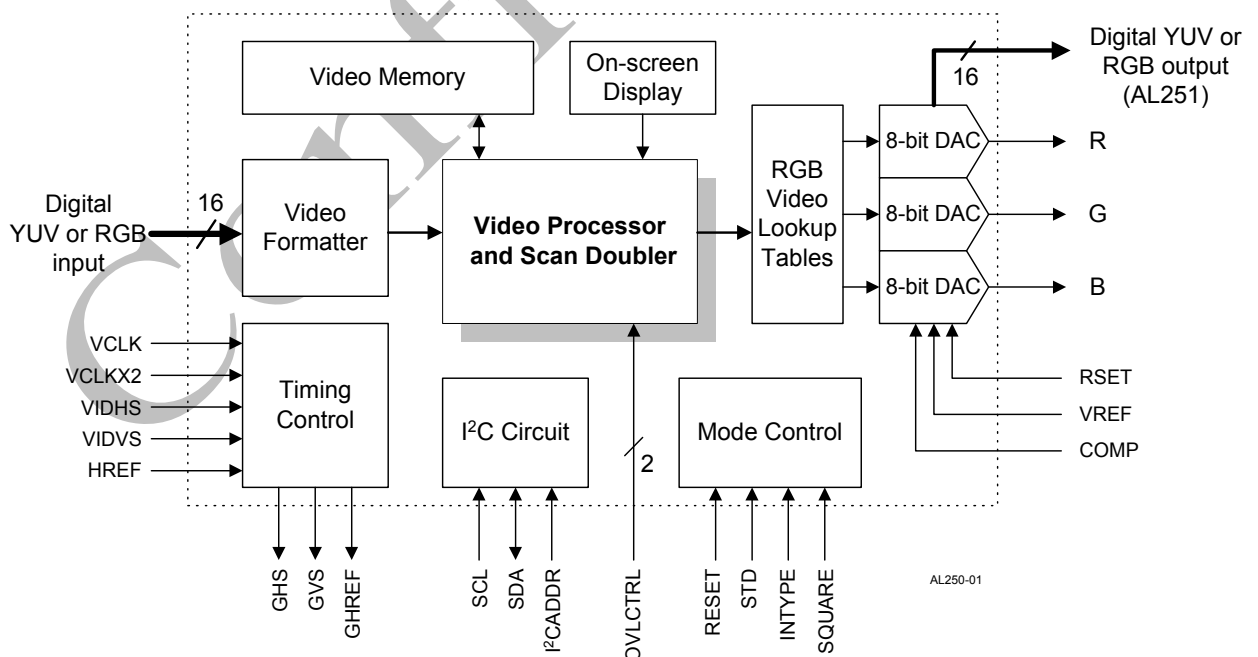 Video Memory
On-screen
Display
16
Digital YUV or
RGB output
(AL251)
Digital
YUV or RGB
input
16
Video
Formatter
Video Processor
and Scan Doubler
RGB
Video
Lookup
Tables
8-bit DAC
R
8-bit DAC
G
8-bit DAC
B
VCLK
VCLKX2
VIDHS
VIDVS
HREF
Timing
Control
I²C Circuit
2
Mode Control
RSET
VREF
COMP
GHS
GVS
GHREF
SCL
SDA
I²CADDR
OVLCTRL
RESET
STD
INTYPE
SQUARE
AL250-01